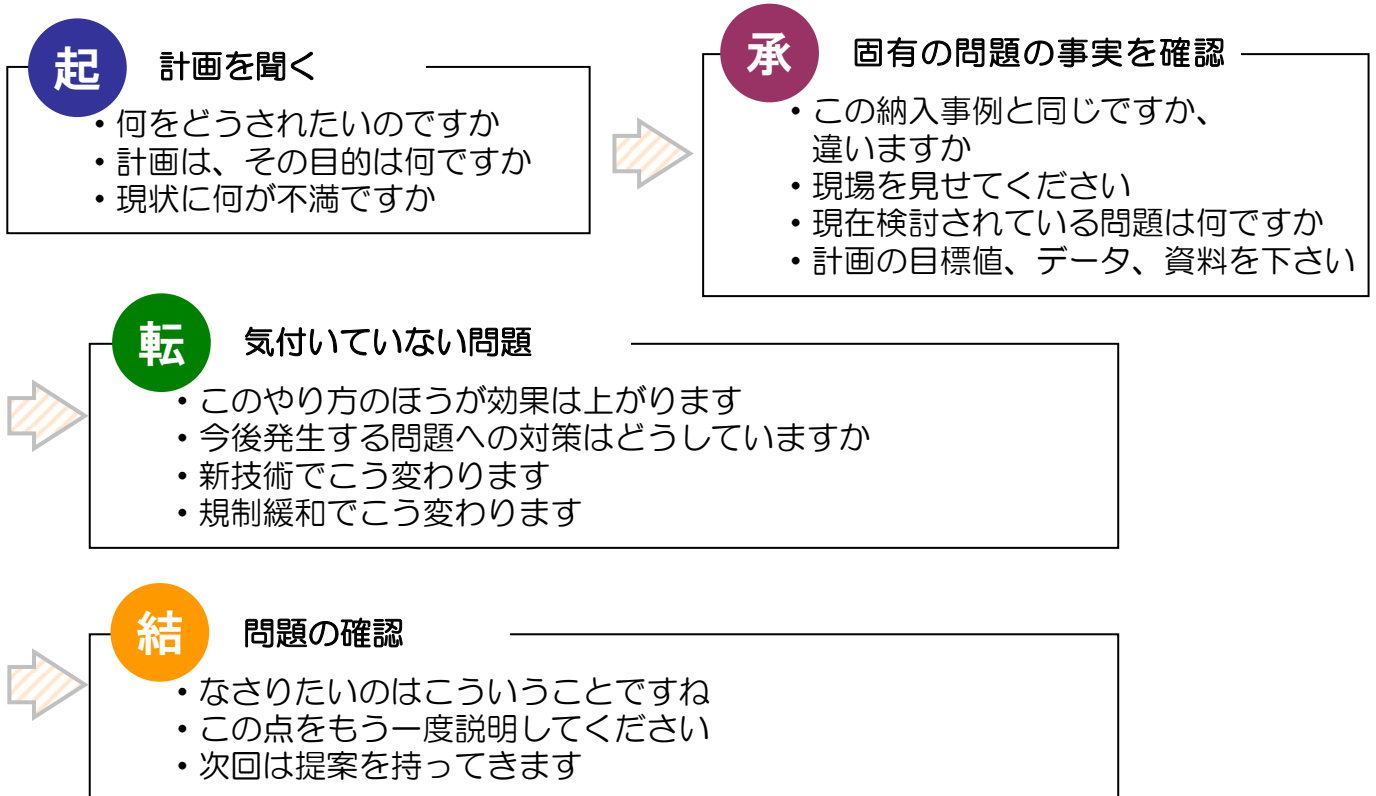 起 計画を聞く
・何をどうされたいのですか
・計画は、その目的は何ですか
・現状に何が不満ですか
承 固有の問題の事実を確認
・この納入事例と同じですか、
違いますか
・現場を見せてください
・現在検討されている問題は何ですか
・計画の目標値、データ、資料を下さい
転 気付いていない問題
・このやり方のほうが効果は上がります
・今後発生する問題への対策はどうしていますか
・新技術でこう変わります
・規制緩和でこう変わります
結 問題の確認
・なさりたいのはこういうことですね
・この点をもう一度説明してください
・次回は提案を持ってきます